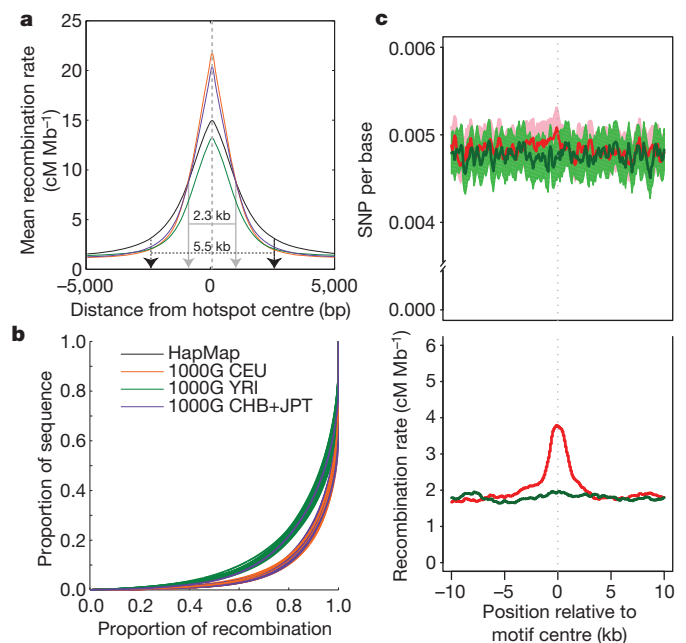 a
Mean recombination rate
(cM Mb⁻¹)
25
20
15
10
5
0
2.3 kb
5.5 kb
−5,000
0
5,000
Distance from hotspot centre (bp)
b
Proportion of sequence
1.0
0.8
0.6
0.4
0.2
0.0
HapMap
1000G CEU
1000G YRI
1000G CHB+JPT
0.0
0.2
0.4
0.6
0.8
1.0
Proportion of recombination
c
SNP per base
0.006
0.005
0.004
0.000
Recombination rate (cM Mb⁻¹)
6
5
4
3
2
1
0
−10
−5
0
5
10
Position relative to
motif centre (kb)